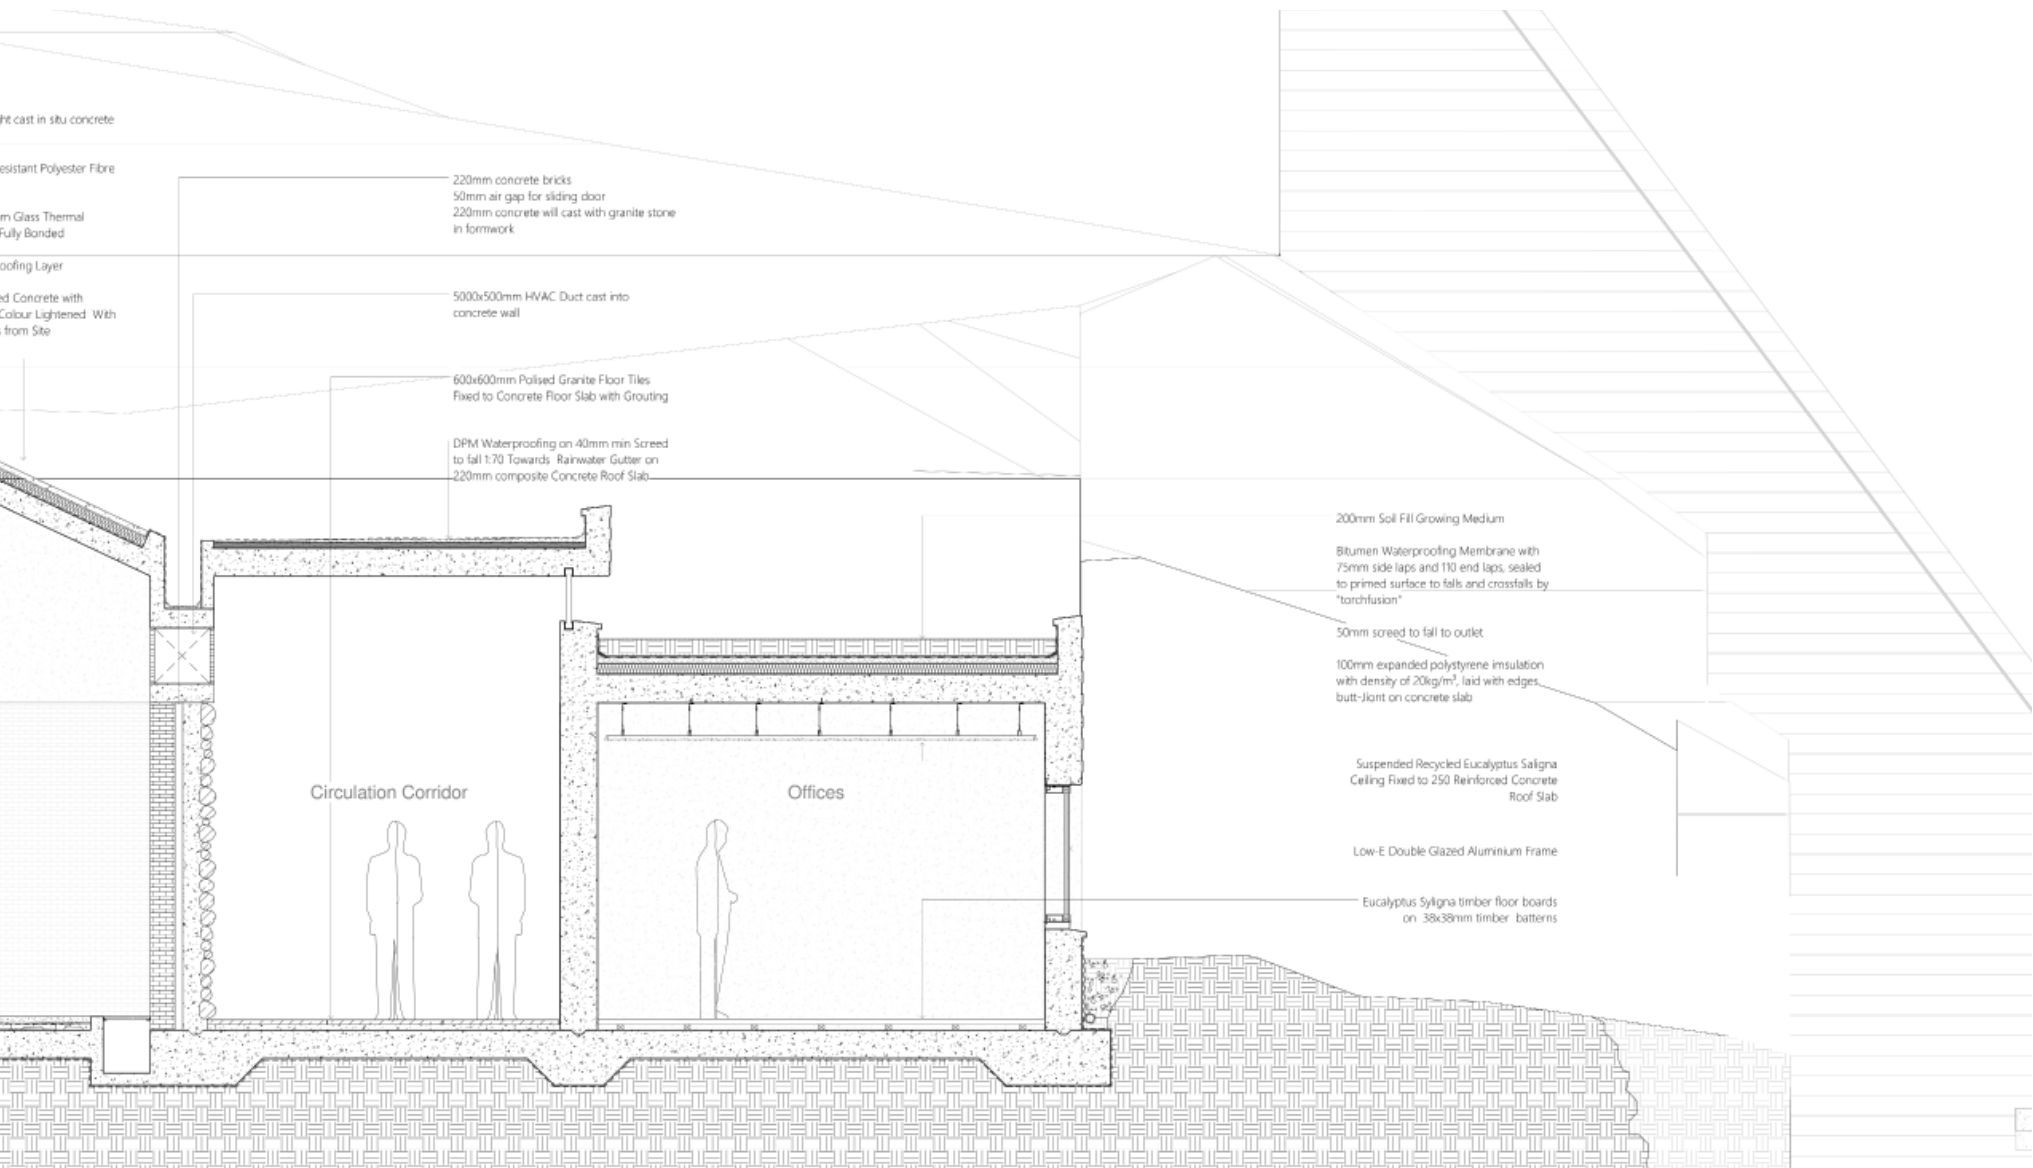 ht cast in situ concrete
esistant Polyester Fibre
m Glass Thermal
Fully Bonded
oofing Layer
ed Concrete with
Colour Lightened With
s from Site
220mm concrete bricks
50mm air gap for sliding door
220mm concrete will cast with granite stone
in formwork
5000x500mm HVAC Duct cast into
concrete wall
600x600mm Polised Granite Floor Tiles
Fixed to Concrete Floor Slab with Grouting
DPM Waterproofing on 40mm min Screed
to fall 1:70 Towards Rainwater Gutter on
220mm composite Concrete Roof Slab
Circulation Corridor
Offices
200mm Soil Fill Growing Medium
Bitumen Waterproofing Membrane with
75mm side laps and 110 end laps, sealed
to primed surface to falls and crossfalls by
"torchfusion"
50mm screed to fall to outlet
100mm expanded polystyrene imsulation
with density of 20kg/m³, laid with edges
butt-Jiont on concrete slab
Suspended Recycled Eucalyptus Saligna
Ceiling Fixed to 250 Reinforced Concrete
Roof Slab
Low-E Double Glazed Aluminium Frame
Eucalyptus Syligna timber floor boards
on 38x38mm timber batterns